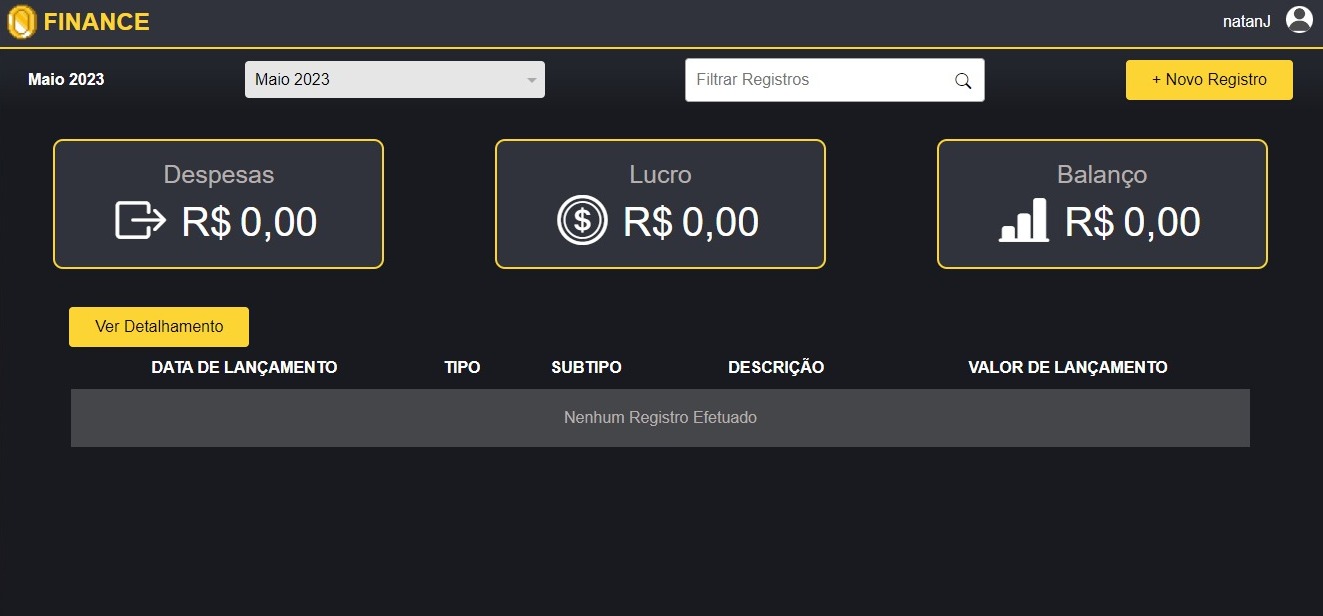 FINANCE
natanJ
Maio 2023
Maio 2023
Filtrar Registros
+ Novo Registro
Despesas
R$ 0,00
Lucro
$
R$ 0,00
Balanço
R$ 0,00
Ver Detalhamento
DATA DE LANÇAMENTO TIPO SUBTIPO DESCRIÇÃO VALOR DE LANÇAMENTO
Nenhum Registro Efetuado